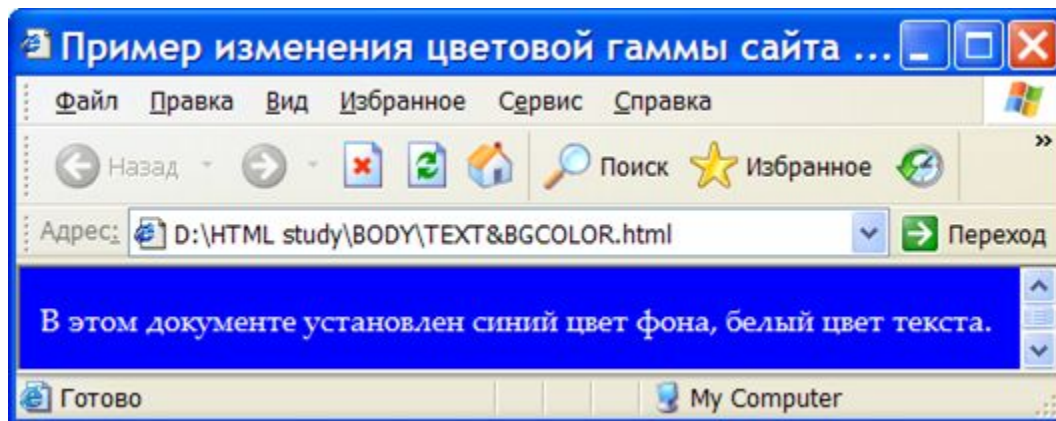 Пример изменения цветовой гаммы сайта ...
Файл Правка Вид Избранное Сервис Справка
Назад Поиск Избранное »
Адрес: D:\HTML study\BODY\TEXT&BGCOLOR.html Переход
В этом документе установлен синий цвет фона, белый цвет текста.
Готово My Computer